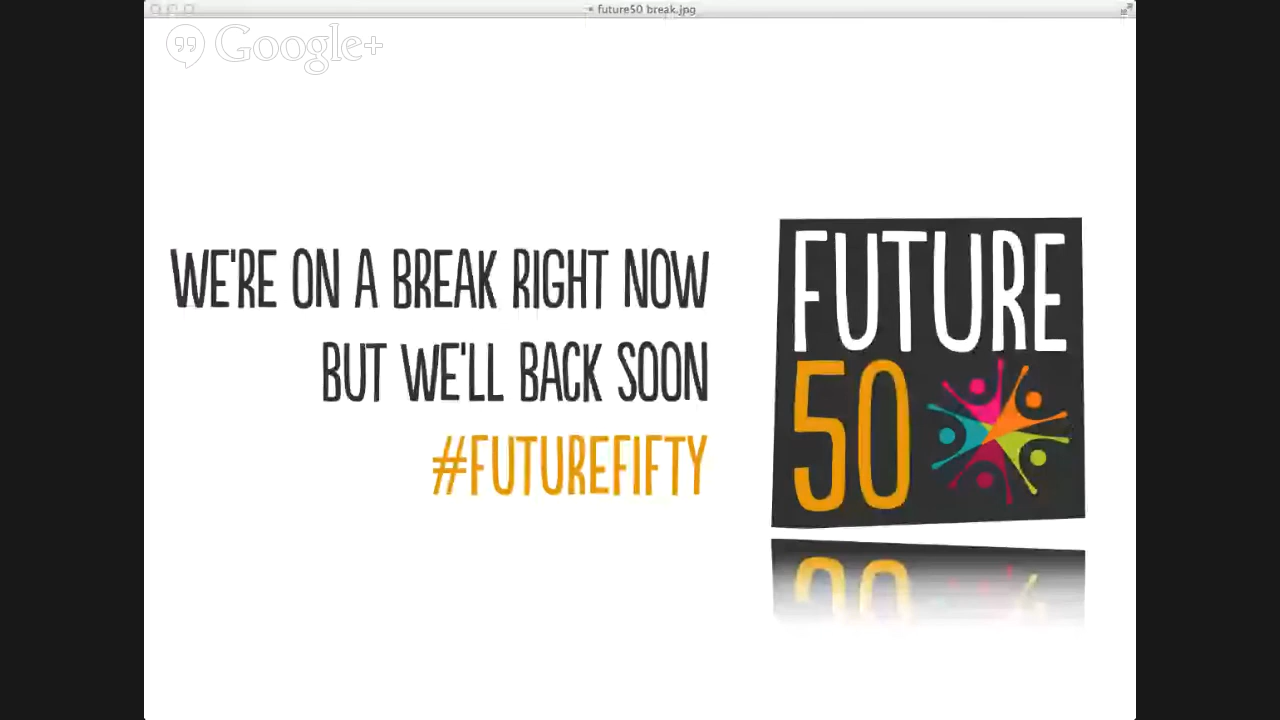 future50 break.jpg
Google+
WE'RE ON A BREAK RIGHT NOW
BUT WE'LL BACK SOON
#FUTUREFIFTY
FUTURE
50